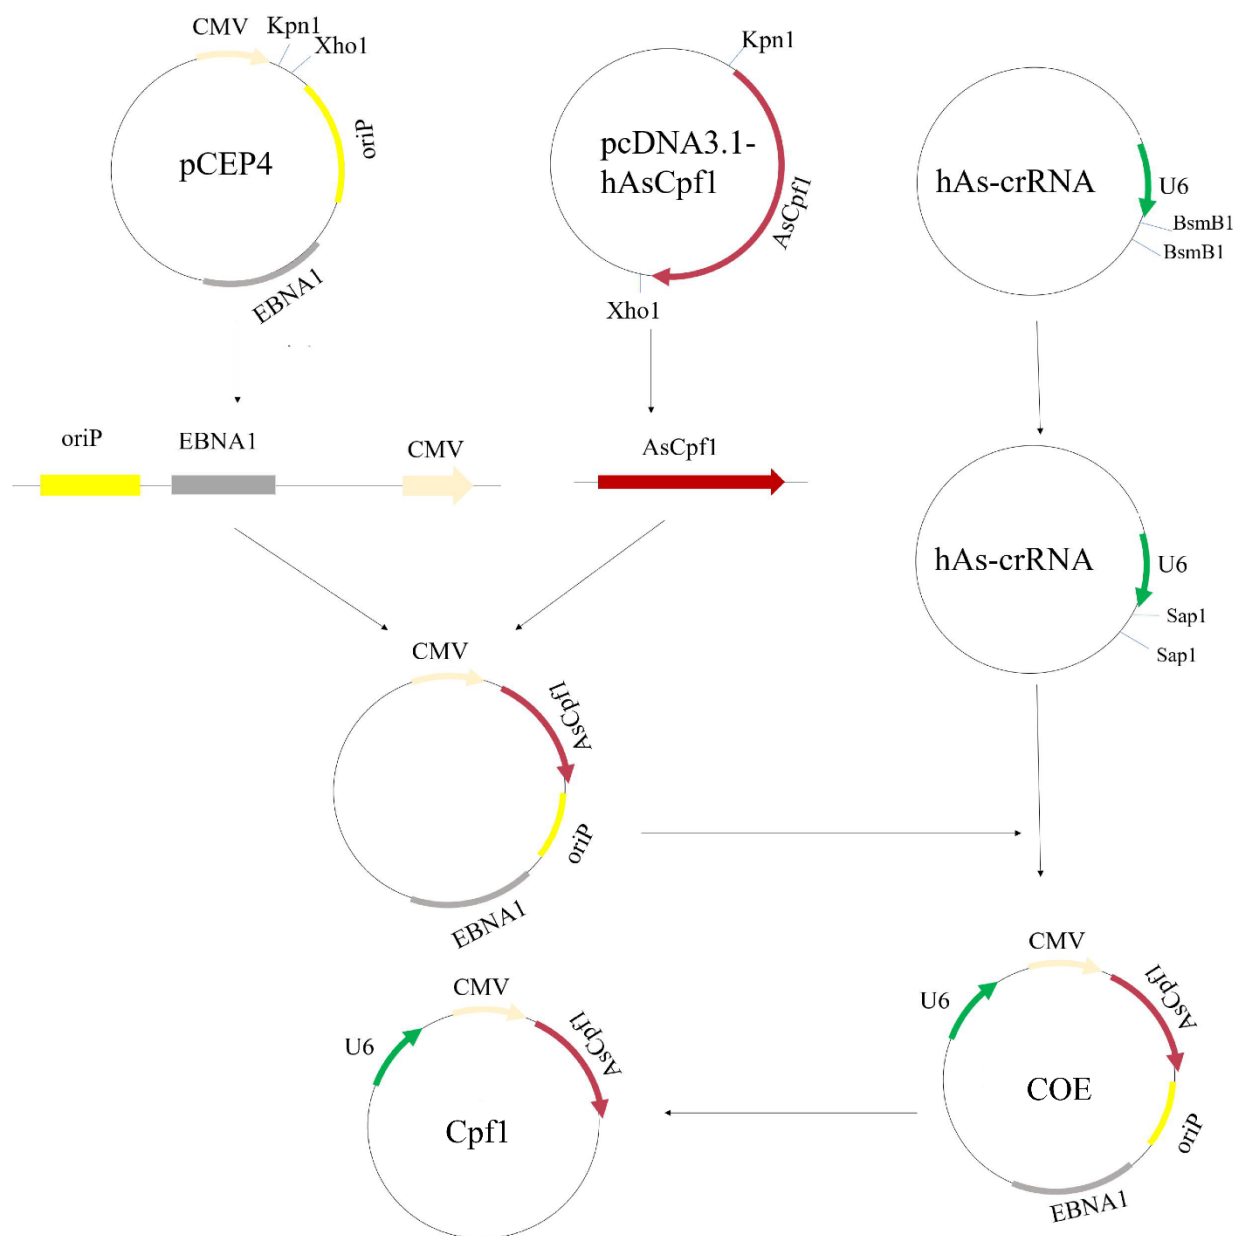 CMV
Kpn1
Xho1
oriP
pCEP4
EBNA1
Kpn1
pcDNA3.1-
hAsCpf1
AsCpf1
Xho1
hAs-crRNA
U6
BsmB1
BsmB1
oriP
EBNA1
CMV
AsCpf1
hAs-crRNA
U6
Sap1
Sap1
CMV
AsCpf1
oriP
EBNA1
CMV
U6
AsCpf1
Cpf1
CMV
U6
AsCpf1
COE
oriP
EBNA1